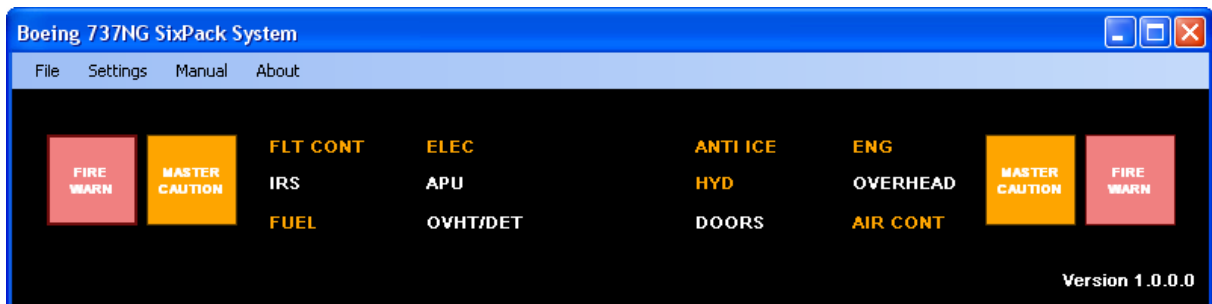 Boeing 737NG SixPack System
File Settings Manual About
FLT CONT ELEC ANTI ICE ENG
FIRE WARN MASTER CAUTION IRS APU HYD OVERHEAD MASTER CAUTION FIRE WARN
FUEL OVHT/DET DOORS AIR CONT
Version 1.0.0.0